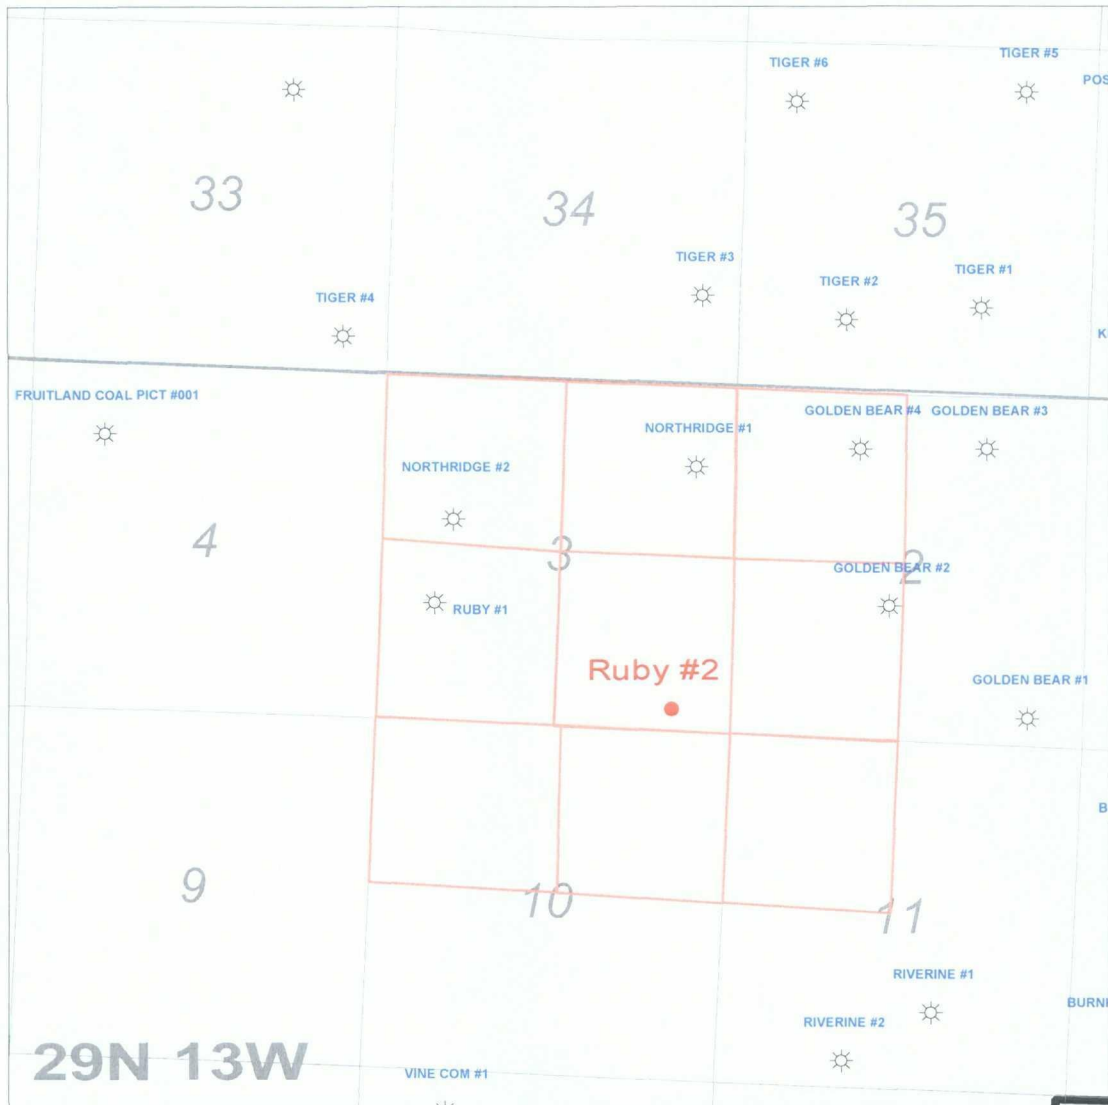 TIGER #5
TIGER #6
POS
33
34
35
TIGER #3
TIGER #1
TIGER #2
TIGER #4
K
FRUITLAND COAL PICT #001
GOLDEN BEAR #4
GOLDEN BEAR #3
NORTHRIDGE #1
NORTHRIDGE #2
4
3
2
GOLDEN BEAR #2
RUBY #1
Ruby #2
GOLDEN BEAR #1
B
9
10
11
RIVERINE #1
BURN
RIVERINE #2
29N 13W
VINE COM #1